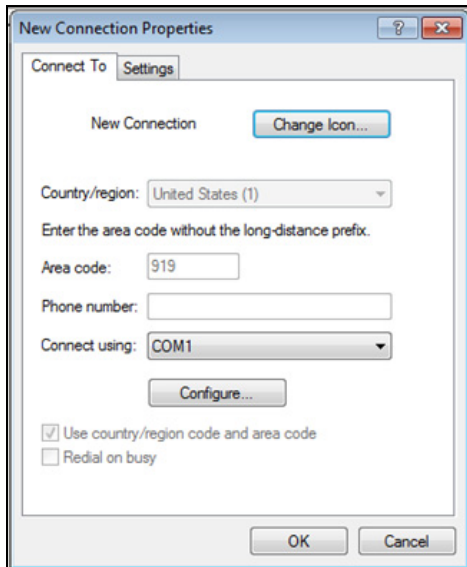 New Connection Properties
Connect To Settings
New Connection Change Icon...
Country/region: United States (1)
Enter the area code without the long-distance prefix.
Area code: 919
Phone number:
Connect using: COM1
Configure...
Use country/region code and area code
Redial on busy
OK Cancel